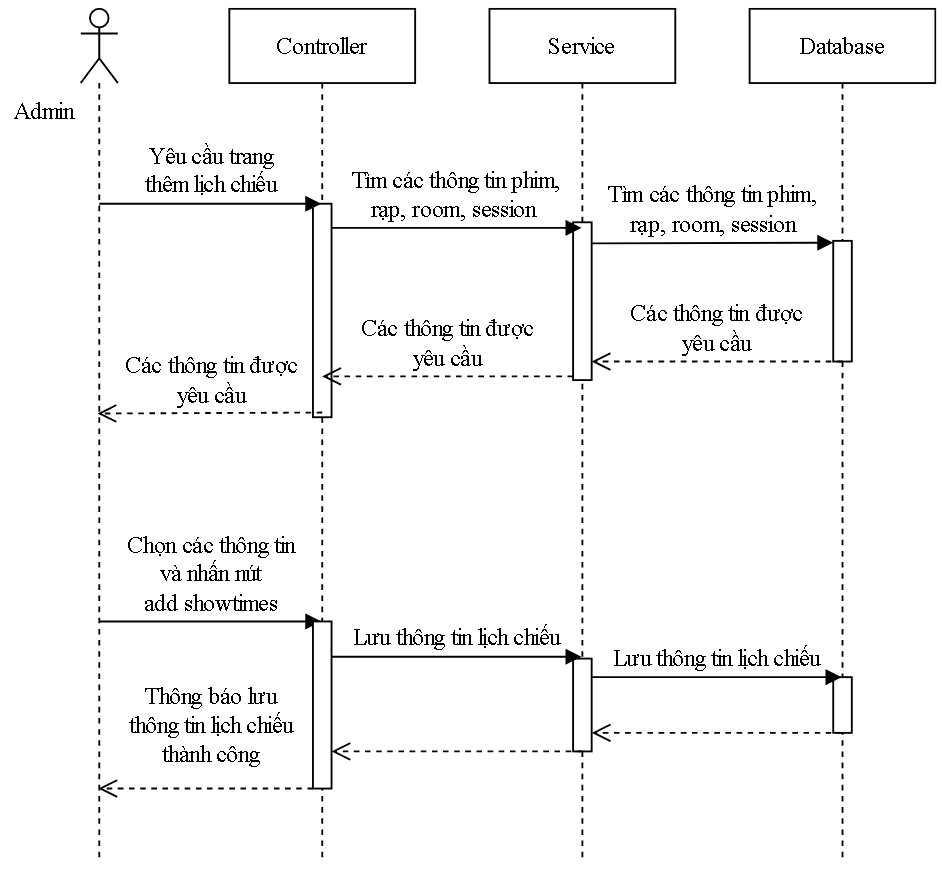 Controller
Service
Database
Admin
Yêu cầu trang
thêm lịch chiếu
Tìm các thông tin phim,
rạp, room, session
Tìm các thông tin phim,
rạp, room, session
Các thông tin được
yêu cầu
Các thông tin được
yêu cầu
Các thông tin được
yêu cầu
Chọn các thông tin
và nhấn nút
add showtimes
Lưu thông tin lịch chiếu
Lưu thông tin lịch chiếu
Thông báo lưu
thông tin lịch chiếu
thành công